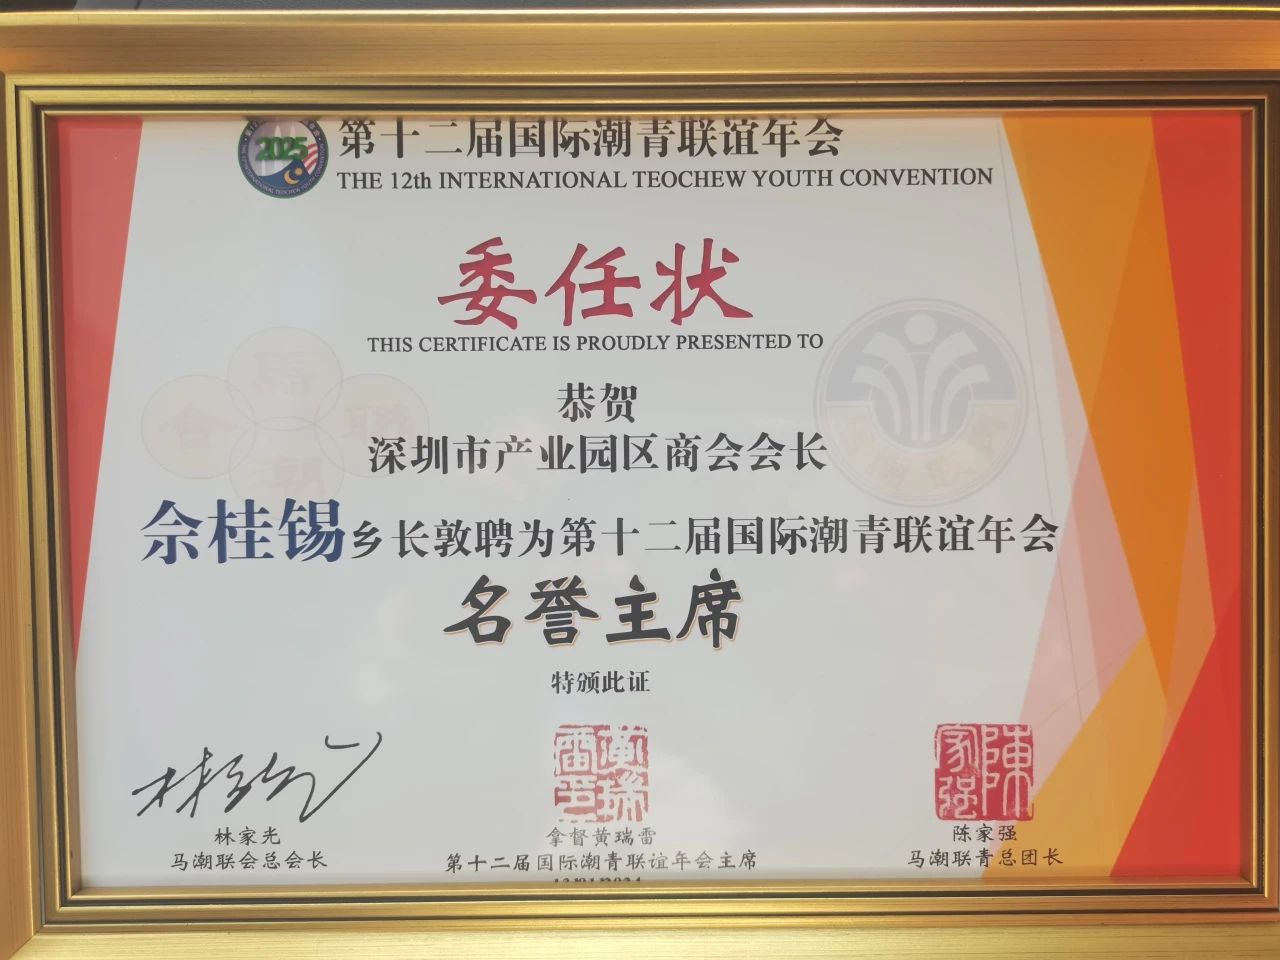 2025
第十二届国际潮青联谊年会
THE 12th INTERNATIONAL TEOCHEW YOUTH CONVENTION
委任状
THIS CERTIFICATE IS PROUDLY PRESENTED TO
恭贺
深圳市产业园区商会会长
佘桂锡乡长敦聘为第十二届国际潮青联谊年会
名誉主席
特颁此证
林家光
马潮联会总会长
拿督黄瑞雷
第十二届国际潮青联谊年会主席
陈家强
马潮联青总团长